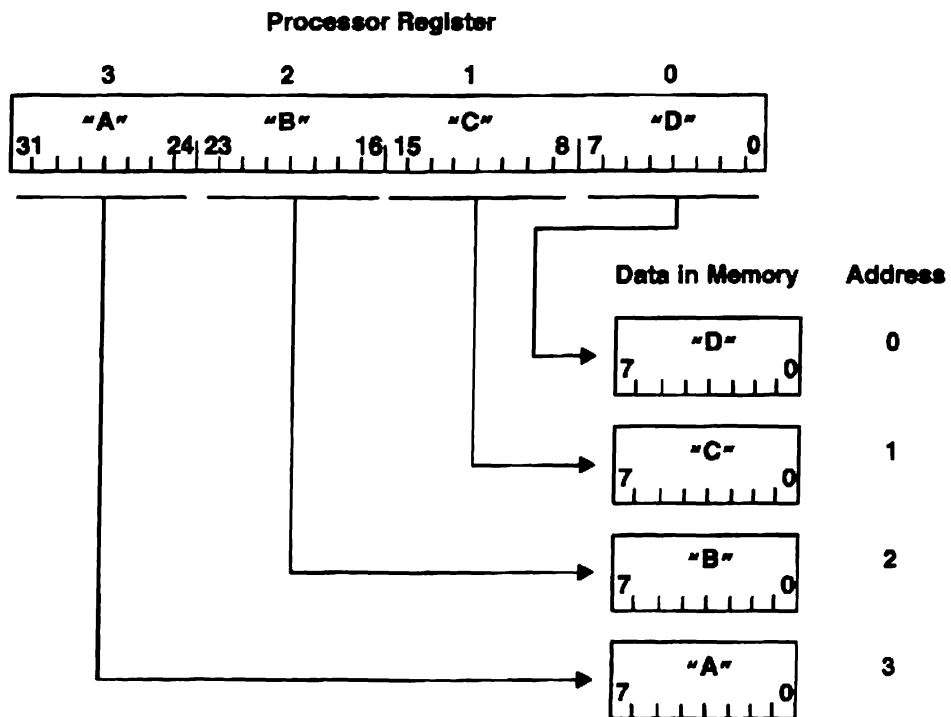 Processor Register
3 2 1 0
"A" "B" "C" "D"
31 24 23 16 15 8 7 0
Data in Memory Address
"D" 0
7 0
"C" 1
7 0
"B" 2
7 0
"A" 3
7 0